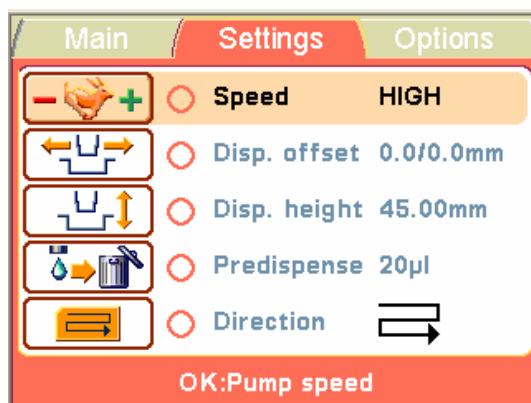 Main Settings Options
Speed HIGH
Disp. offset 0.0/0.0mm
Disp. height 45.00mm
Predispense 20µl
Direction
OK:Pump speed